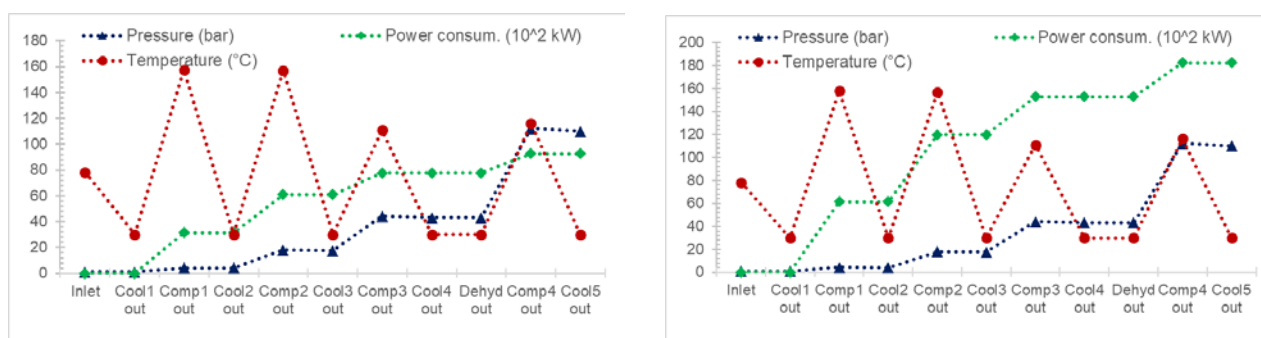 Pressure (bar) Power consum. (10^2 kW)
Temperature (°C)
180
160
140
120
100
80
60
40
20
0
Inlet Cool1 Comp1 Cool2 Comp2 Cool3 Comp3 Cool4 Dehyd Comp4 Cool5
out out out out out out out out out out
Pressure (bar) Power consum. (10^2 kW)
Temperature (°C)
200
180
160
140
120
100
80
60
40
20
0
Inlet Cool1 Comp1 Cool2 Comp2 Cool3 Comp3 Cool4 Dehyd Comp4 Cool5
out out out out out out out out out out